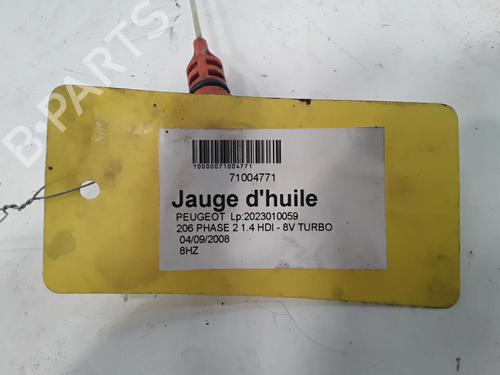 B-PARTS
?0000071004771
71004771
Jauge d'huile
PEUGEOT Lp:2023010059
206 PHASE 2 1.4 HDI - 8V TURBO
04/09/2008
8HZ